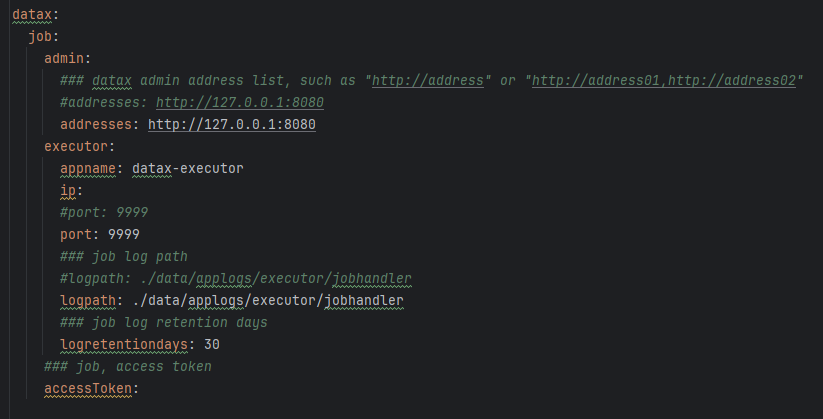 datax:
job:
admin:
### datax admin address list, such as "http://address" or "http://address01,http://address02"
#addresses: http://127.0.0.1:8080
addresses: http://127.0.0.1:8080
executor:
appname: datax-executor
ip:
#port: 9999
port: 9999
### job log path
#logpath: ./data/applogs/executor/jobhandler
logpath: ./data/applogs/executor/jobhandler
### job log retention days
logretentiondays: 30
### job, access token
accessToken: